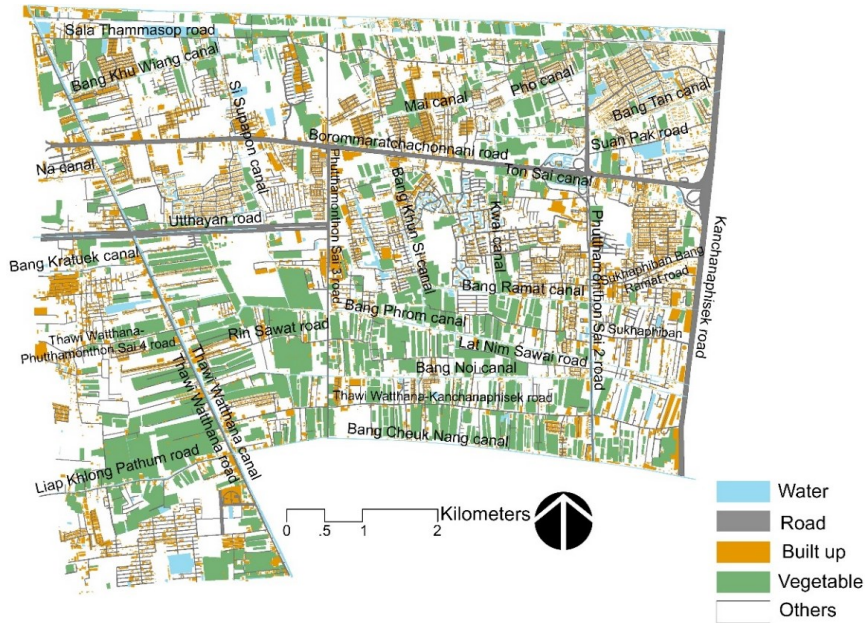 Sala Thammasop road
Bang Khu Wiang canal
Si Supapon canal
Mai canal
Pho canal
Bang Tan canal
Suan Pak road
Borommaratchachonnani road
Ton Sai canal
Na canal
Utthayan road
Phutthamonthon Sai 3 road
Bang Khun Si canal
Kwai canal
Phutthamonthon Sai 2 road
Kanchanaphisek road
Bang Krafuek canal
Sukhaphiban Bang
Ramat road
Bang Ramat canal
Bang Phrom canal
Rin Sawat road
Thawi Watthana-
Phutthamonthon Sai 4 road
Sukhaphiban
Lat Nim Sawai road
Bang Noi canal
Thawi Watthana canal
Thawi Watthana road
Thawi Watthana-Kanchanaphisek road
Bang Cheuk Nang canal
Liap Khlong Pathum road
Kilometers
0 .5 1 2
Water
Road
Built up
Vegetable
Others